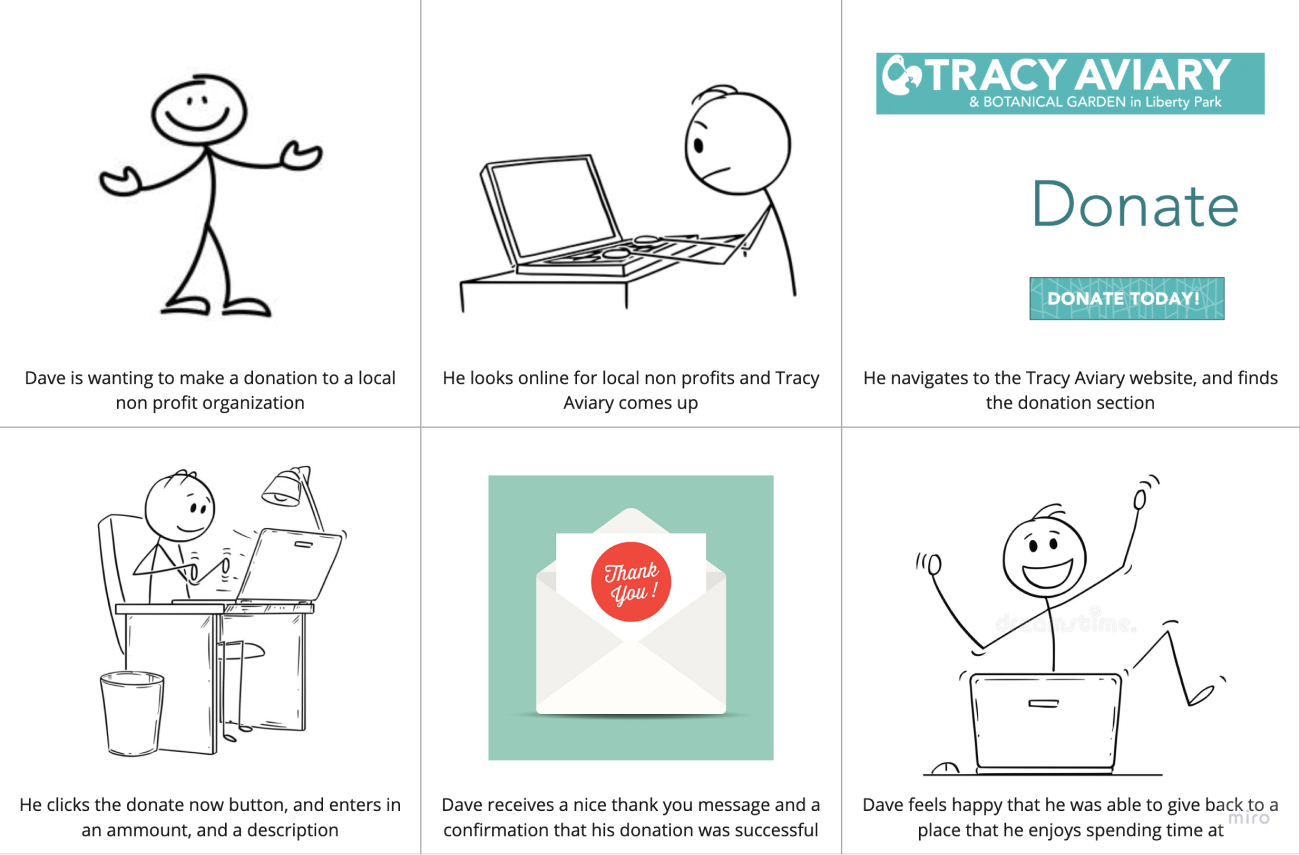 TRACY AVIARY
& BOTANICAL GARDEN in Liberty Park
Donate
DONATE TODAY!
Dave is wanting to make a donation to a local
non profit organization
He looks online for local non profits and Tracy
Aviary comes up
He navigates to the Tracy Aviary website, and finds
the donation section
Thank
You !
dreamstime.
He clicks the donate now button, and enters in
an ammount, and a description
Dave receives a nice thank you message and a
confirmation that his donation was successful
Dave feels happy that he was able to give back to a
place that he enjoys spending time at
miro